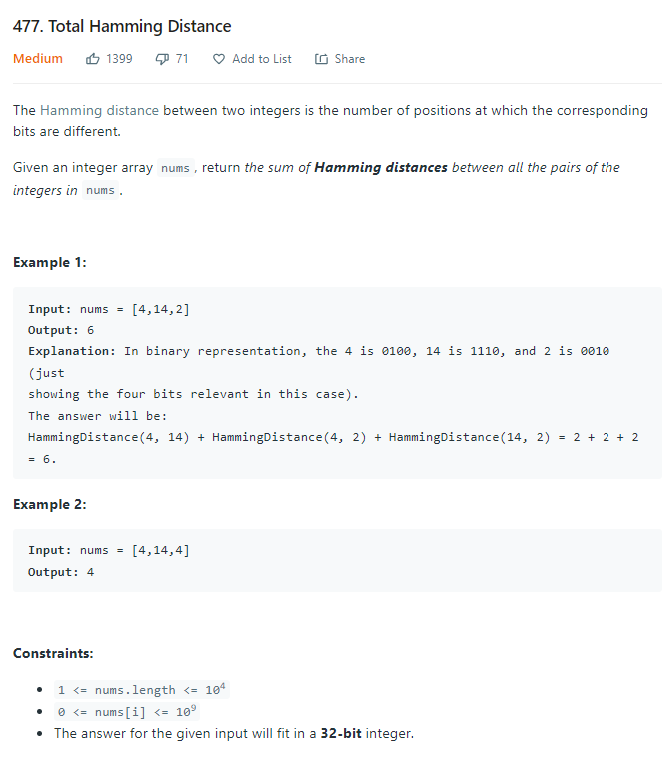 477. Total Hamming Distance
Medium 1399 71 Add to List Share
The Hamming distance between two integers is the number of positions at which the corresponding
bits are different.
Given an integer array nums, return the sum of Hamming distances between all the pairs of the
integers in nums.
Example 1:
Input: nums = [4,14,2]
Output: 6
Explanation: In binary representation, the 4 is 0100, 14 is 1110, and 2 is 0010
(just
showing the four bits relevant in this case).
The answer will be:
HammingDistance(4, 14) + HammingDistance(4, 2) + HammingDistance(14, 2) = 2 + 2 + 2
= 6.
Example 2:
Input: nums = [4,14,4]
Output: 4
Constraints:
• 1 <= nums.length <= 10⁴
• 0 <= nums[i] <= 10⁹
• The answer for the given input will fit in a 32-bit integer.